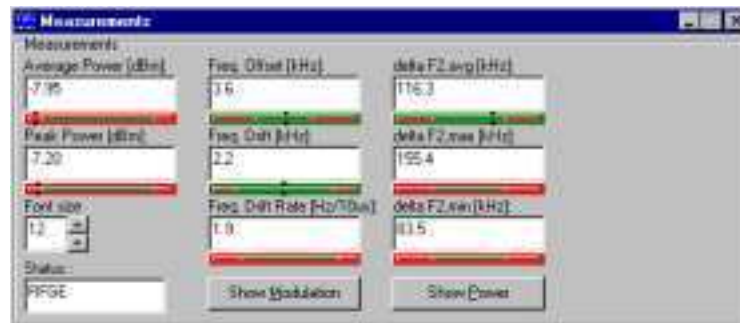 Measurements
Measurements
Average Power [dBm]
-7.95
Peak Power [dBm]
-7.20
Font size
12
Status:
Freq. Offset [kHz]
3.6
Freq. Drift [kHz]
2.2
Freq. Drift Rate [Hz/10us]
1.9
Show Modulation
delta F2.avg [kHz]
116.3
delta F2.max [kHz]
155.4
delta F2.min [kHz]
83.5
Show Power